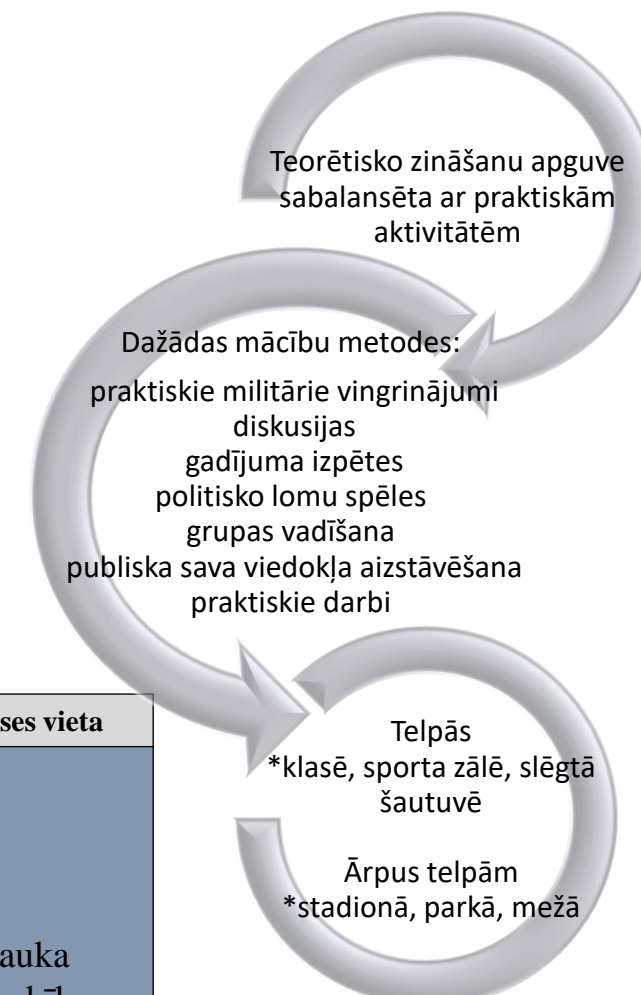 Teorētisko zināšanu apguve
sabalansēta ar praktiskām
aktivitātēm
Dažādas mācību metodes:
praktiskie militārie vingrinājumi
diskusijas
gadījuma izpētes
politisko lomu spēles
grupas vadīšana
publiska sava viedokļa aizstāvēšana
praktiskie darbi
ses vieta
Telpās
*klasē, sporta zālē, slēgtā
šautuvē
Ārpus telpām
*stadionā, parkā, mežā
auka